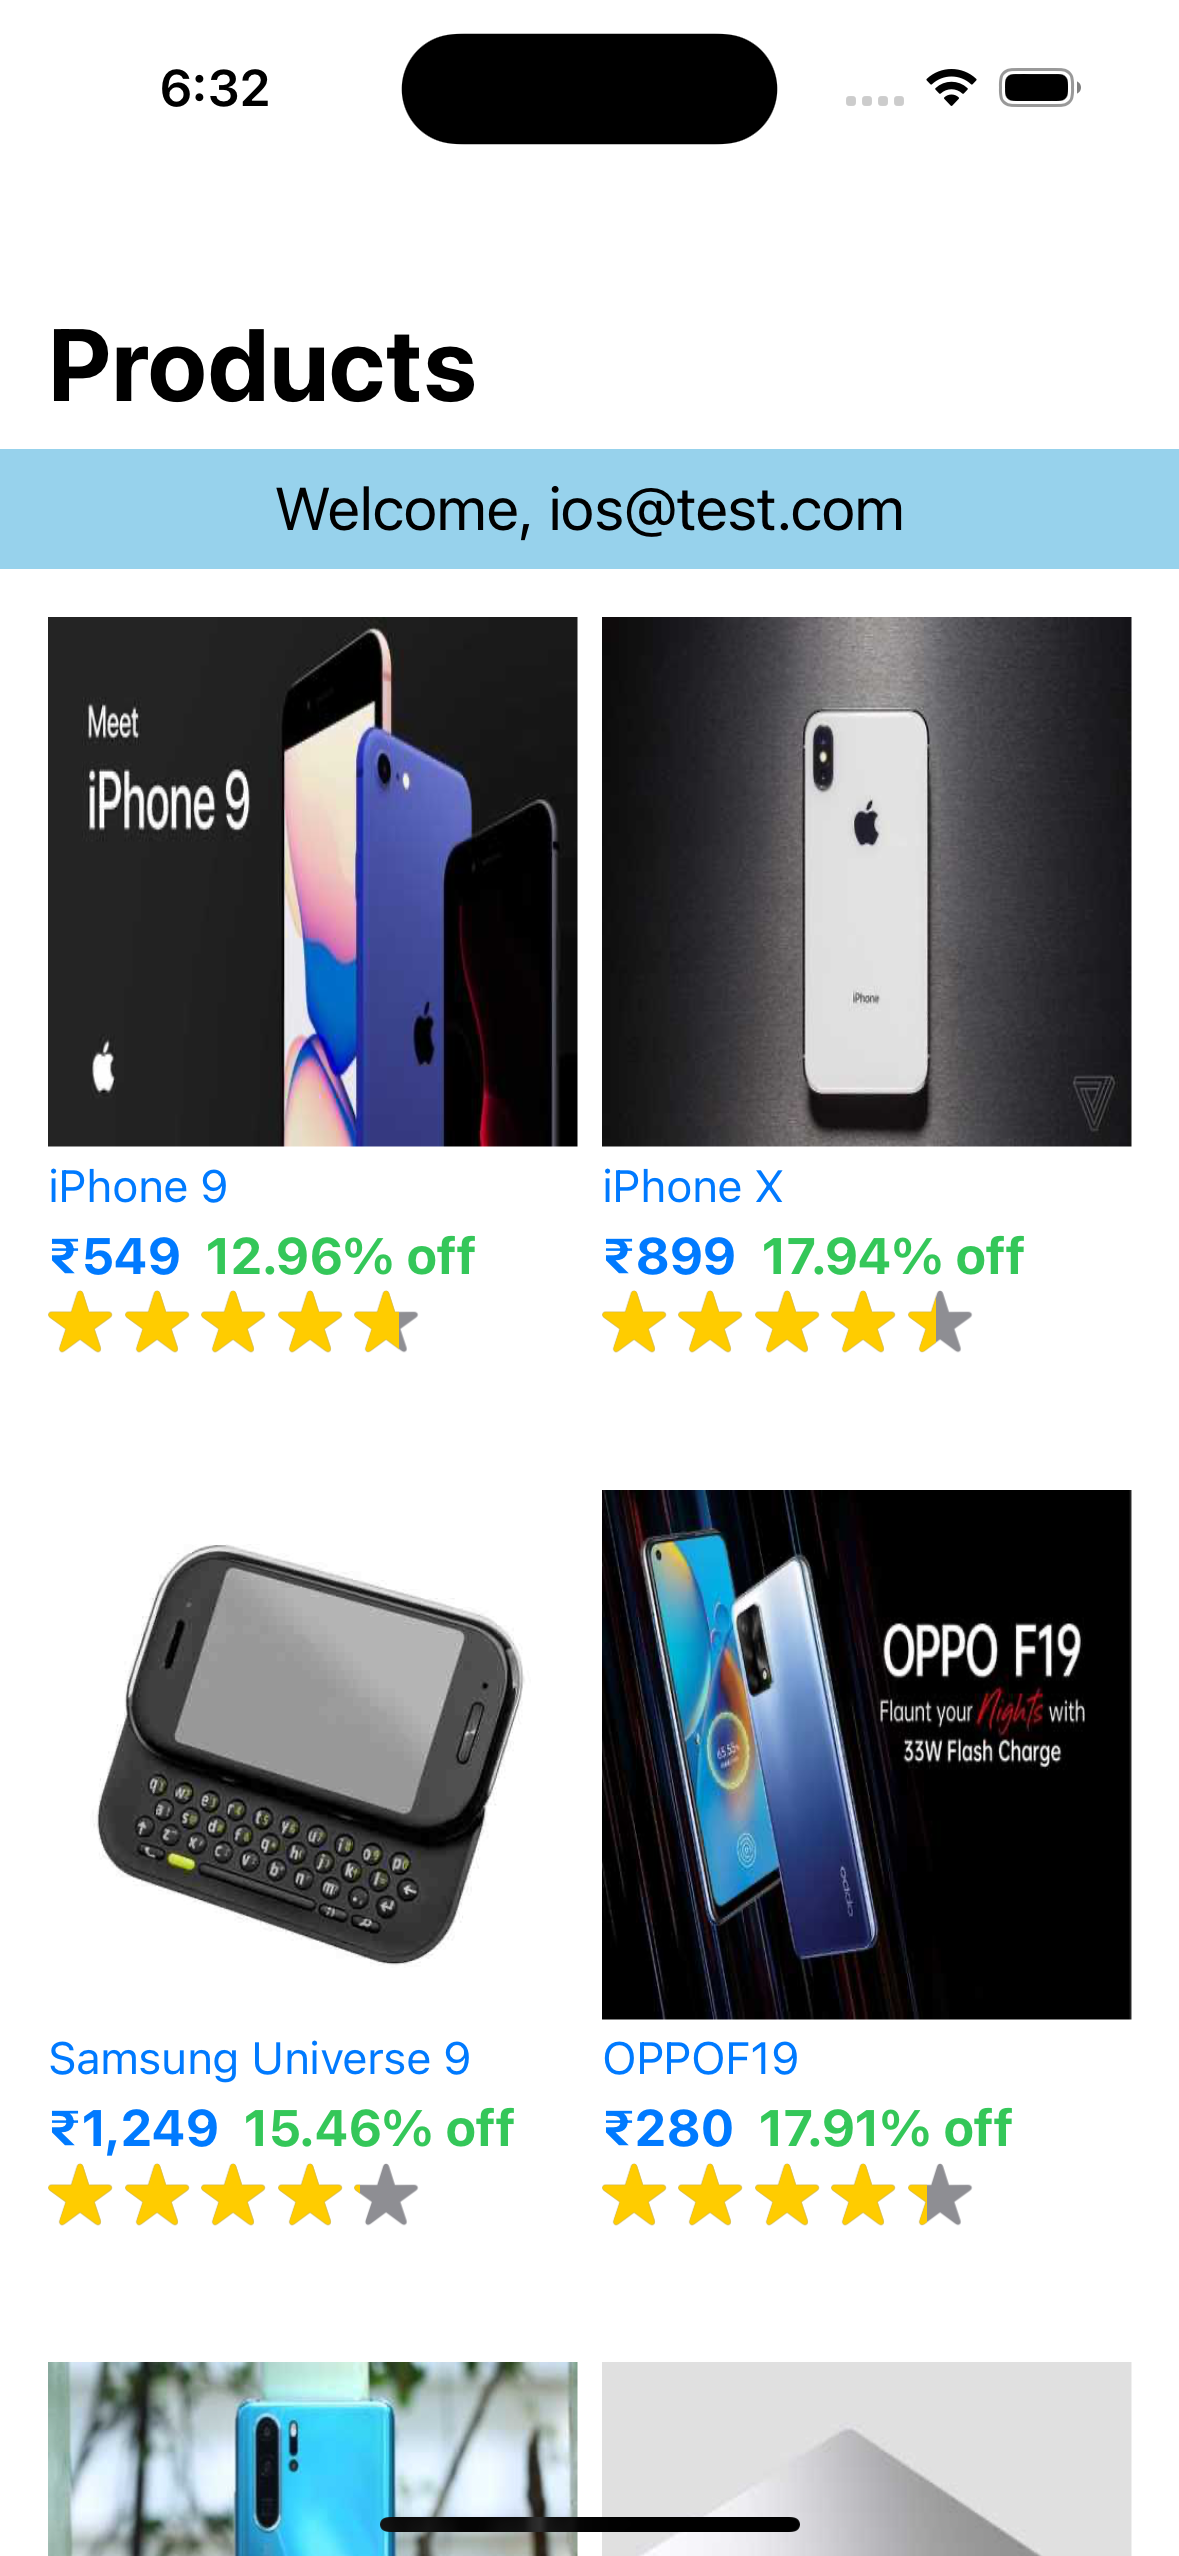 6:32
Products
Welcome, ios@test.com
Meet
iPhone 9
iPhone
iPhone 9
₹549 12.96% off
iPhone X
₹899 17.94% off
OPPO F19
Flaunt your Nights with
33W Flash Charge
oppo
Samsung Universe 9
₹1,249 15.46% off
OPPOF19
₹280 17.91% off